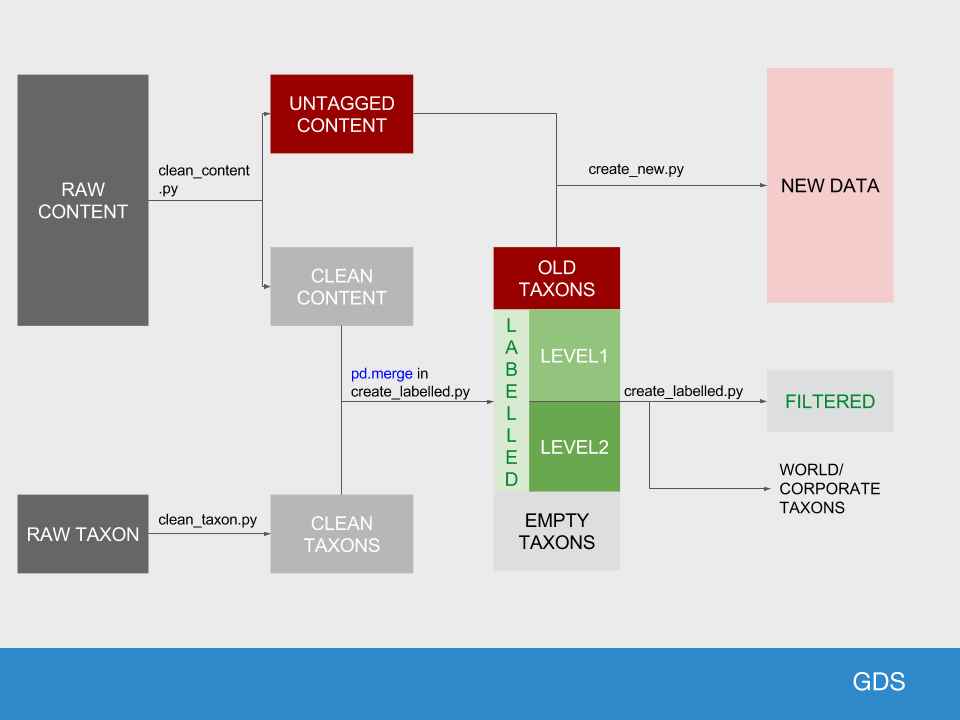 UNTAGGED
CONTENT
clean_content
.py
RAW
CONTENT
create_new.py
NEW DATA
CLEAN
CONTENT
OLD
TAXONS
L
A
B
E
L
L
E
D
LEVEL1
pd.merge in
create_labelled.py
create_labelled.py
FILTERED
LEVEL2
WORLD/
CORPORATE
TAXONS
RAW TAXON
clean_taxon.py
CLEAN
TAXONS
EMPTY
TAXONS
GDS